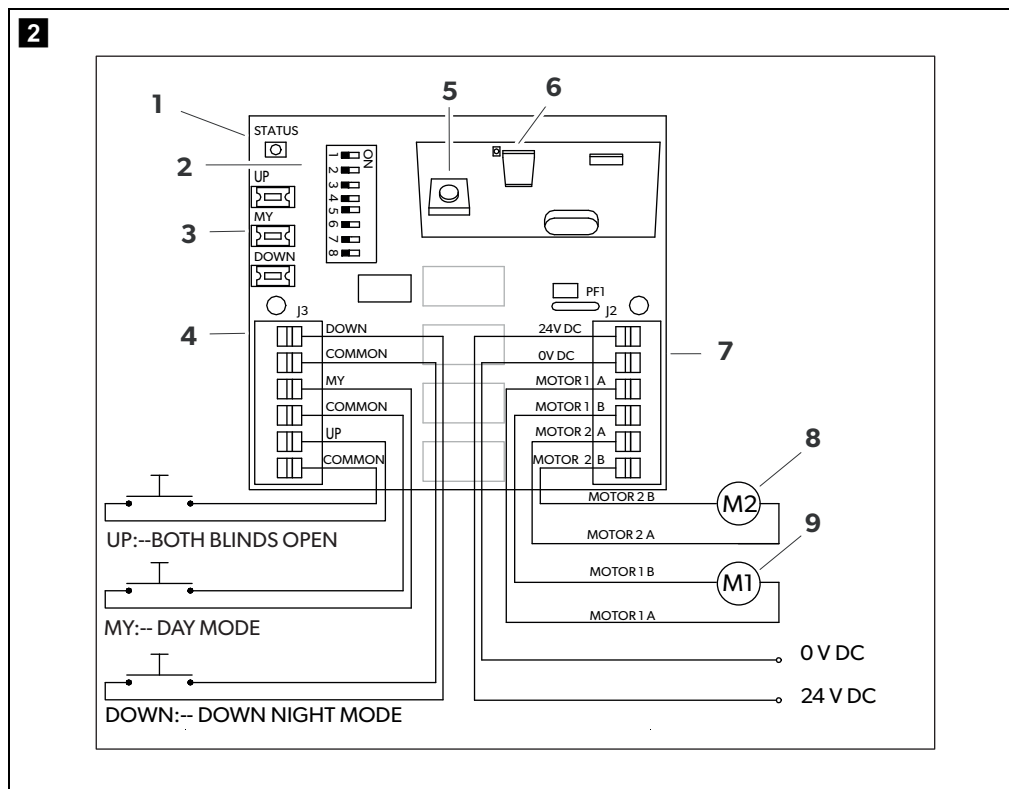 2
1
5
6
STATUS
2
ON
1
2
3
4
5
6
7
8
UP
3
MY
DOWN
PF1
J3
J2
4
7
DOWN
COMMON
MY
COMMON
UP
COMMON
24V DC
0V DC
MOTOR 1 A
MOTOR 1 B
MOTOR 2 A
MOTOR 2 B
8
MOTOR 2 B
M2
MOTOR 2 A
9
UP:--BOTH BLINDS OPEN
MOTOR 1 B
M1
MOTOR 1 A
MY:-- DAY MODE
0 V DC
24 V DC
DOWN:-- DOWN NIGHT MODE